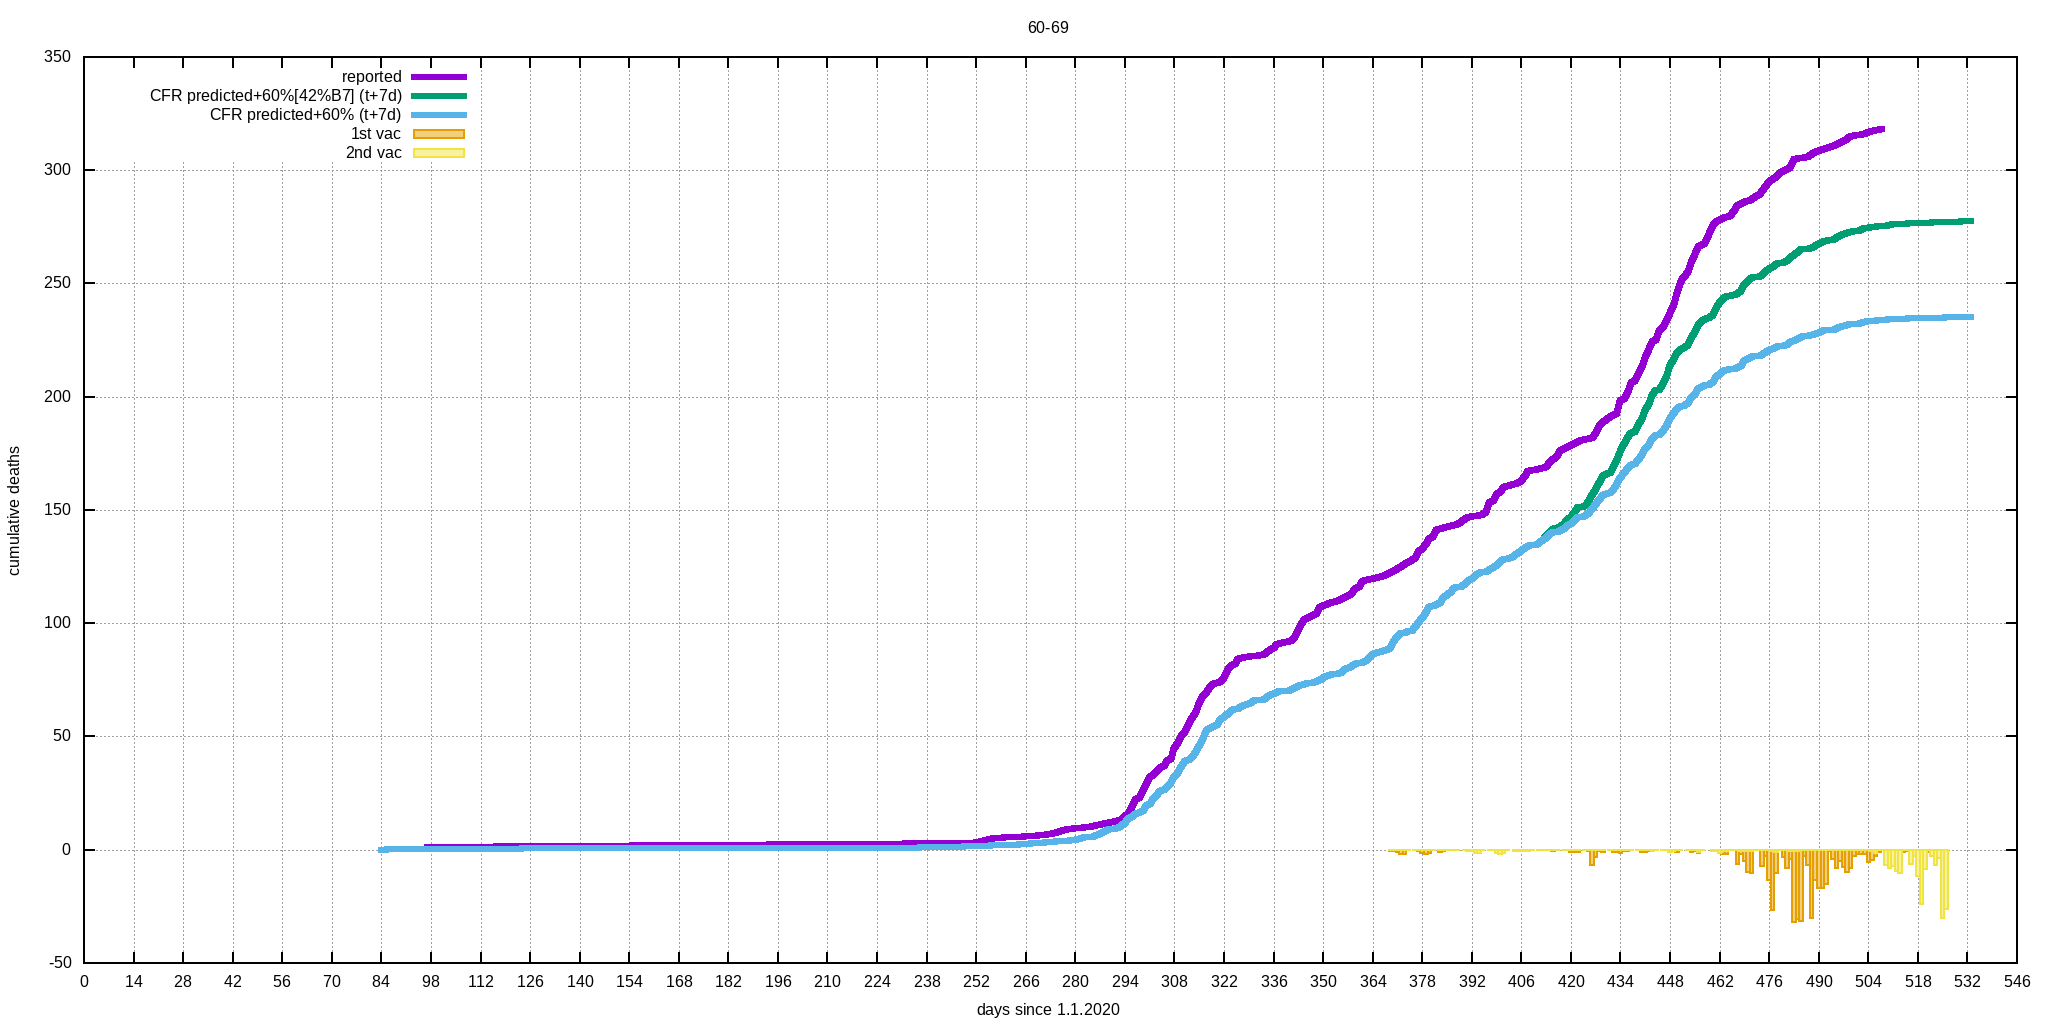 60-69
350
300
250
200
150
100
50
0
-50
reported
CFR predicted+60%[42%B7] (t+7d)
CFR predicted+60% (t+7d)
1st vac
2nd vac
cumulative deaths
0 14 28 42 56 70 84 98 112 126 140 154 168 182 196 210 224 238 252 266 280 294 308 322 336 350 364 378 392 406 420 434 448 462 476 490 504 518 532 546
days since 1.1.2020